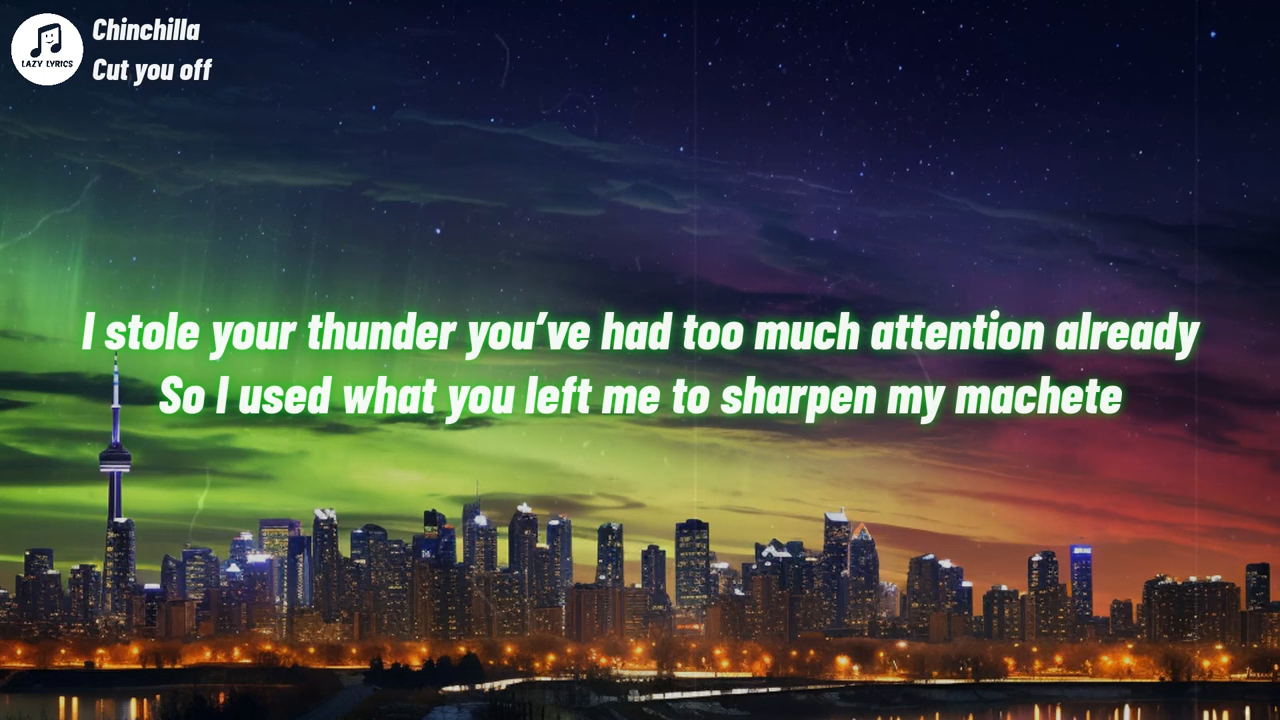 LAZY LYRICS
Chinchilla
Cut you off
I stole your thunder you’ve had too much attention already
So I used what you left me to sharpen my machete